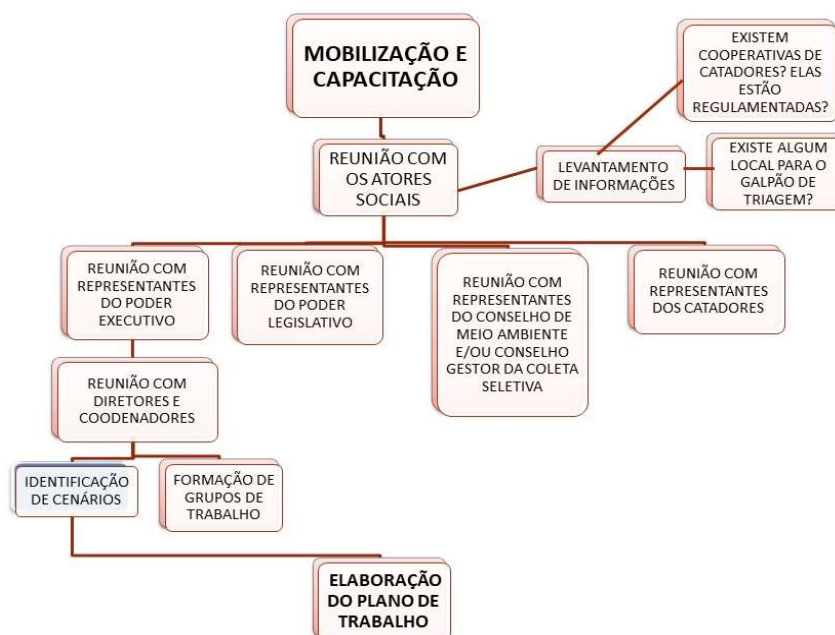 MOBILIZAÇÃO E
CAPACITAÇÃO
EXISTEM
COOPERATIVAS DE
CATADORES? ELAS
ESTÃO
REGULAMENTADAS?
REUNIÃO COM
OS ATORES
SOCIAIS
LEVANTAMENTO
DE INFORMAÇÕES
EXISTE ALGUM
LOCAL PARA O
GALPÃO DE
TRIAGEM?
REUNIÃO COM
REPRESENTANTES
DO PODER
EXECUTIVO
REUNIÃO COM
REPRESENTANTES
DO PODER
LEGISLATIVO
REUNIÃO COM
REPRESENTANTES
DO CONSELHO DE
MEIO AMBIENTE
E/OU CONSELHO
GESTOR DA COLETA
SELETIVA
REUNIÃO COM
REPRESENTANTES
DOS CATADORES
REUNIÃO COM
DIRETORES E
COODENADORES
IDENTIFICAÇÃO
DE CENÁRIOS
FORMAÇÃO DE
GRUPOS DE
TRABALHO
ELABORAÇÃO
DO PLANO DE
TRABALHO